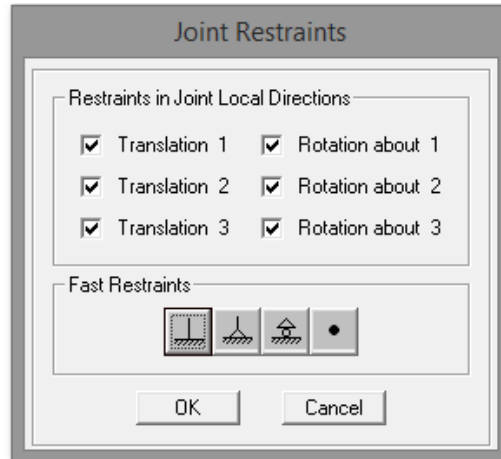 Joint Restraints
Restraints in Joint Local Directions
Translation 1 Rotation about 1
Translation 2 Rotation about 2
Translation 3 Rotation about 3
Fast Restraints
OK Cancel